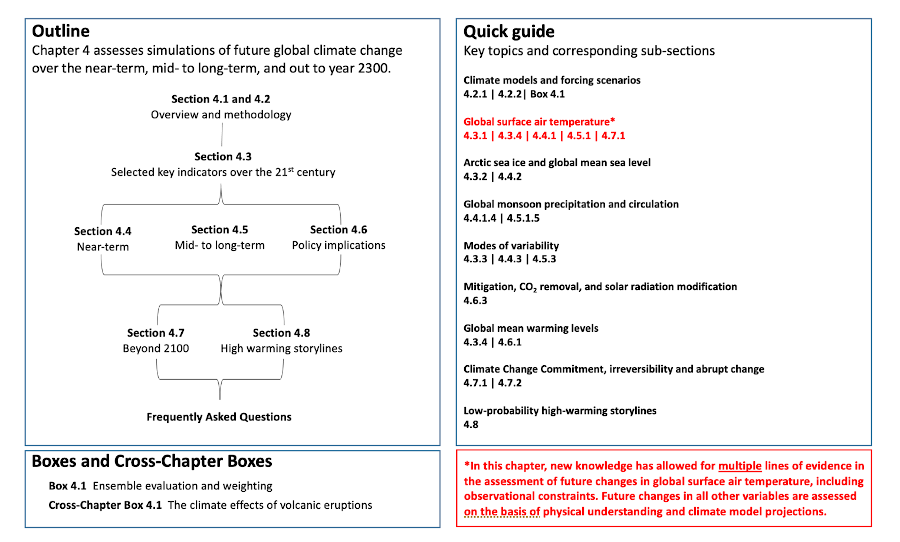 Outline
Chapter 4 assesses simulations of future global climate change
over the near-term, mid- to long-term, and out to year 2300.
Section 4.1 and 4.2
Overview and methodology
Section 4.3
Selected key indicators over the 21st century
Section 4.4
Near-term
Section 4.5
Mid- to long-term
Section 4.6
Policy implications
Section 4.7
Beyond 2100
Section 4.8
High warming storylines
Frequently Asked Questions
Boxes and Cross-Chapter Boxes
Box 4.1 Ensemble evaluation and weighting
Cross-Chapter Box 4.1 The climate effects of volcanic eruptions
Quick guide
Key topics and corresponding sub-sections
Climate models and forcing scenarios
4.2.1 | 4.2.2| Box 4.1
Global surface air temperature*
4.3.1 | 4.3.4 | 4.4.1 | 4.5.1 | 4.7.1
Arctic sea ice and global mean sea level
4.3.2 | 4.4.2
Global monsoon precipitation and circulation
4.4.1.4 | 4.5.1.5
Modes of variability
4.3.3 | 4.4.3 | 4.5.3
Mitigation, CO₂ removal, and solar radiation modification
4.6.3
Global mean warming levels
4.3.4 | 4.6.1
Climate Change Commitment, irreversibility and abrupt change
4.7.1 | 4.7.2
Low-probability high-warming storylines
4.8
*In this chapter, new knowledge has allowed for multiple lines of evidence in
the assessment of future changes in global surface air temperature, including
observational constraints. Future changes in all other variables are assessed
on the basis of physical understanding and climate model projections.